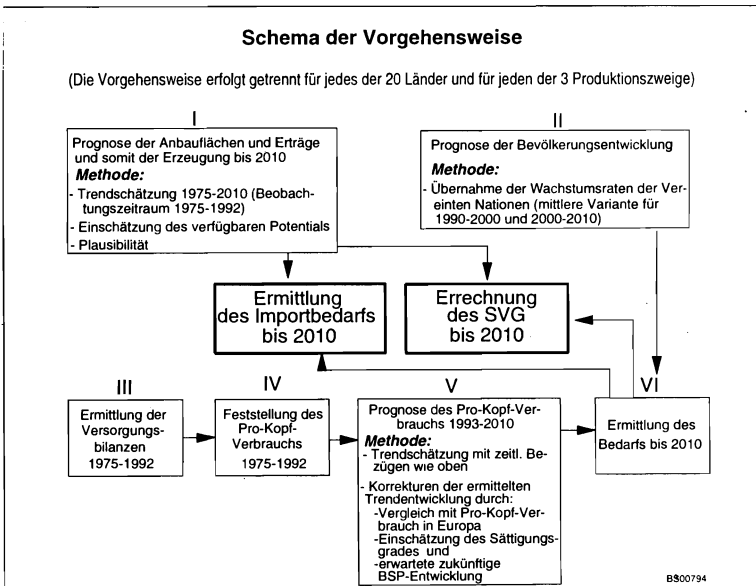 Schema der Vorgehensweise
(Die Vorgehensweise erfolgt getrennt für jedes der 20 Länder und für jeden der 3 Produktionszweige)
I
Prognose der Anbauflächen und Erträge
und somit der Erzeugung bis 2010
Methode:
- Trendschätzung 1975-2010 (Beobach-
tungszeitraum 1975-1992)
- Einschätzung des verfügbaren Potentials
- Plausibilität
II
Prognose der Bevölkerungsentwicklung
Methode:
- Übernahme der Wachstumsraten der Ver-
einten Nationen (mittlere Variante für
1990-2000 und 2000-2010)
Ermittlung
des Importbedarfs
bis 2010
Errechnung
des SVG
bis 2010
III
Ermittlung der
Versorgungs-
bilanzen
1975-1992
IV
Feststellung des
Pro-Kopf-
Verbrauchs
1975-1992
V
Prognose des Pro-Kopf-Ver-
brauchs 1993-2010
Methode:
- Trendschätzung mit zeitl. Be-
zügen wie oben
- Korrekturen der ermittelten
Trendentwicklung durch:
-Vergleich mit Pro-Kopf-Ver-
brauch in Europa
-Einschätzung des Sättigungs-
grades und
-erwartete zukünftige
BSP-Entwicklung
VI
Ermittlung des
Bedarfs bis 2010
BS00794